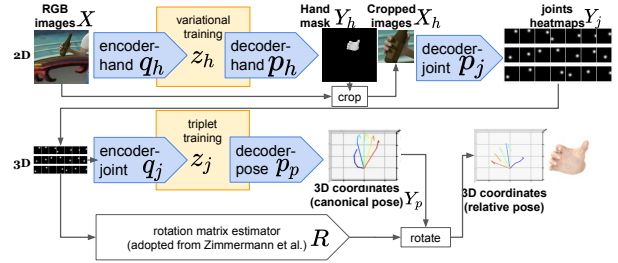 RGB
images X
variational
training
z_h
Hand
mask Y_h
Cropped
images X_h
joints
heatmaps Y_j
2D
encoder-
hand q_h
decoder-
hand p_h
decoder-
joint p_j
crop
3D
encoder-
joint q_j
triplet
training
z_j
decoder-
pose p_p
3D coordinates
(canonical pose) Y_p
3D coordinates
(relative pose)
rotation matrix estimator
(adopted from Zimmermann et al.) R
rotate